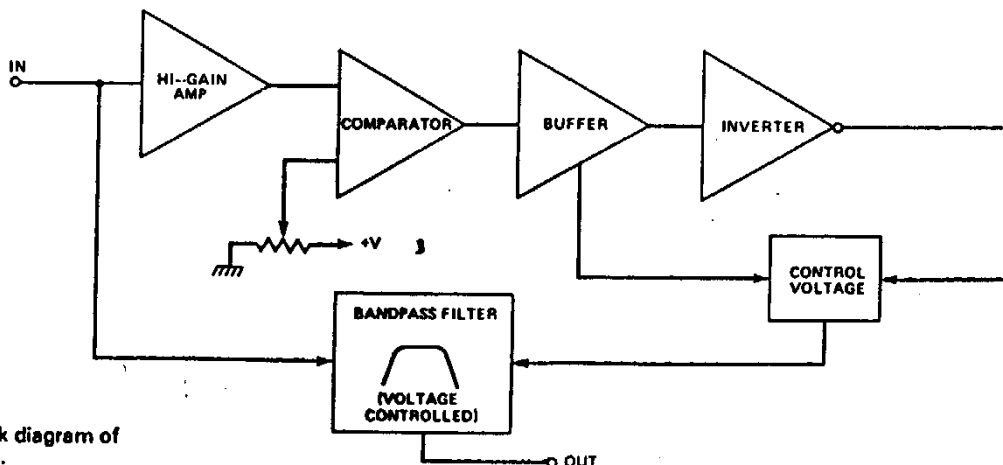 IN
HI--GAIN
AMP
COMPARATOR
BUFFER
INVERTER
+V
CONTROL
VOLTAGE
BANDPASS FILTER
(VOLTAGE
CONTROLLED)
k diagram of
OUT